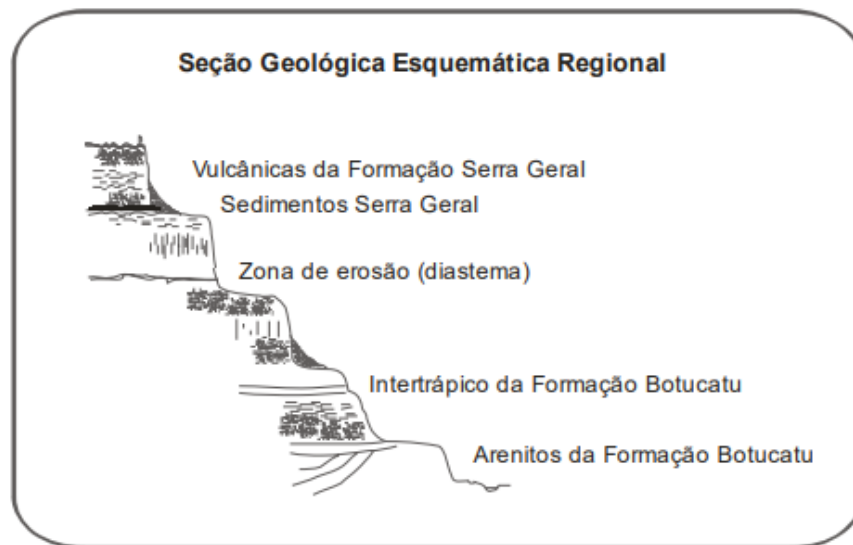 Seção Geológica Esquemática Regional
Vulcânicas da Formação Serra Geral
Sedimentos Serra Geral
Zona de erosão (diastema)
Intertrápico da Formação Botucatu
Arenitos da Formação Botucatu